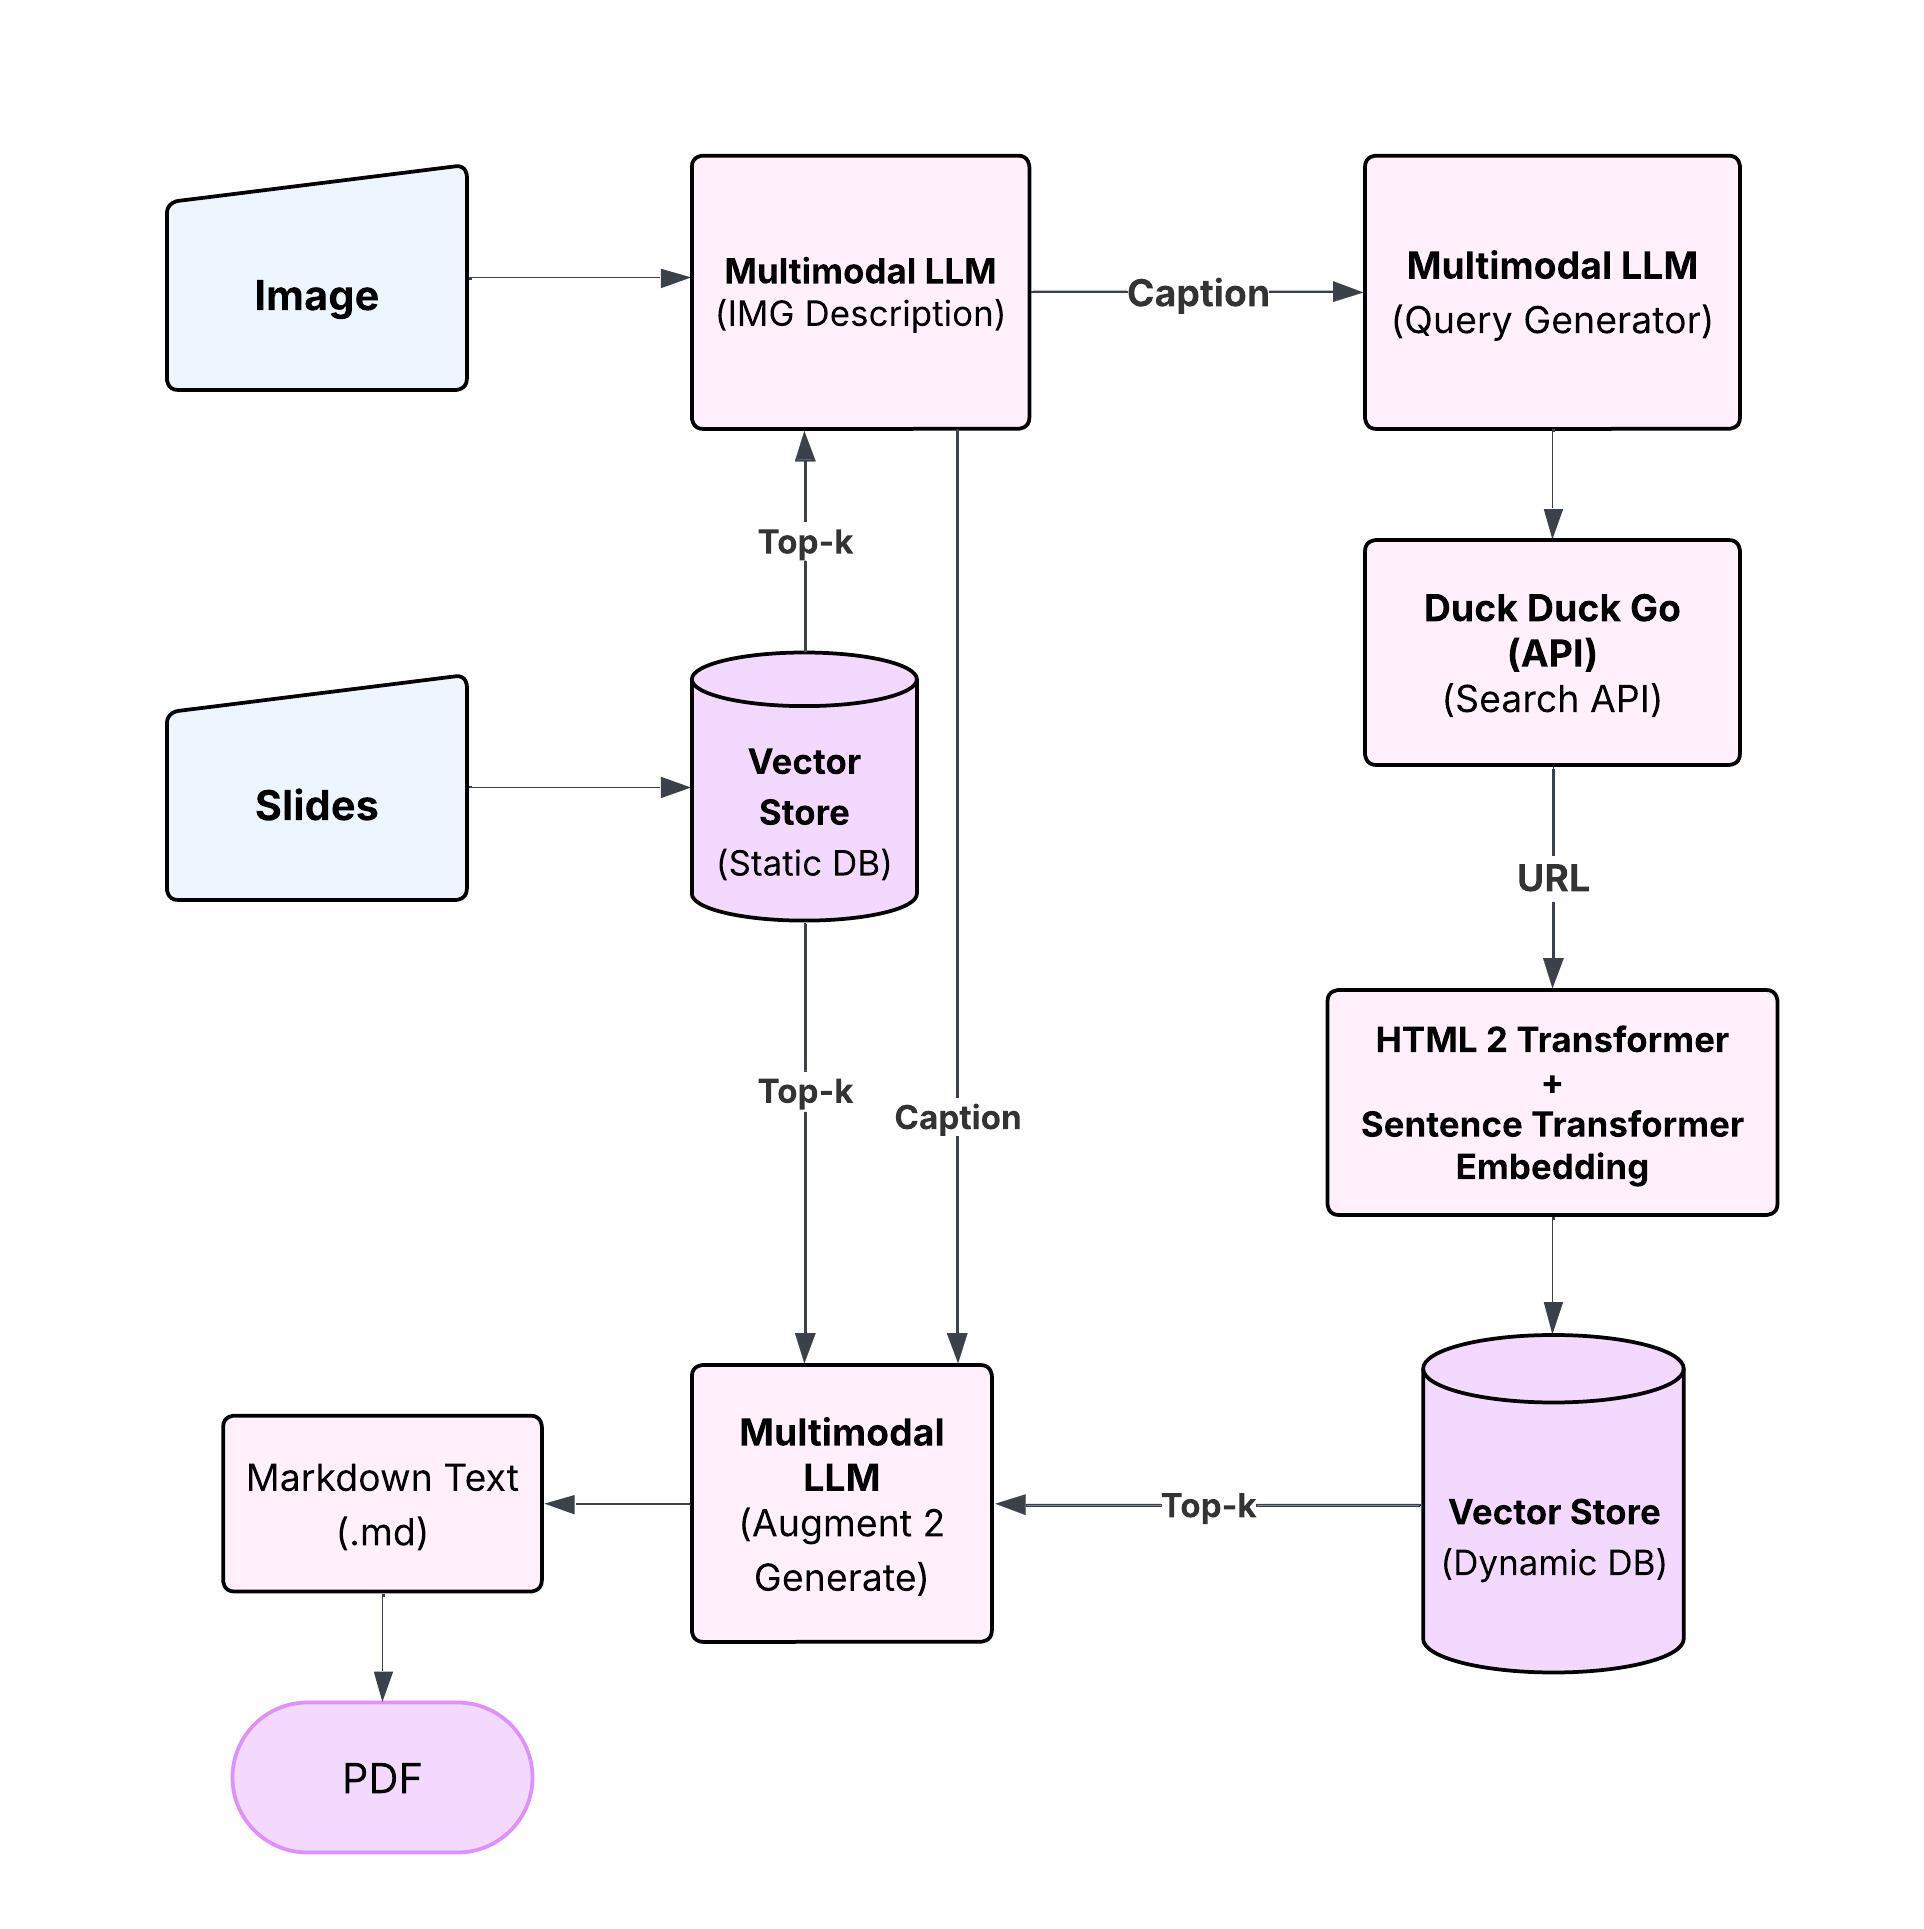 Image
Multimodal LLM
(IMG Description)
Caption
Multimodal LLM
(Query Generator)
Top-k
Duck Duck Go
(API)
(Search API)
Slides
Vector
Store
(Static DB)
URL
Top-k
Caption
HTML 2 Transformer
+
Sentence Transformer
Embedding
Markdown Text
(.md)
Multimodal
LLM
(Augment 2
Generate)
Top-k
Vector Store
(Dynamic DB)
PDF